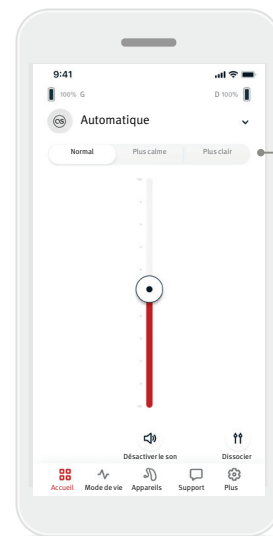 9:41
100% G
D 100%
Automatique
Normal
Plus calme
Plus clair
Désactiver le son
Dissocier
Accueil
Mode de vie
Appareils
Support
Plus